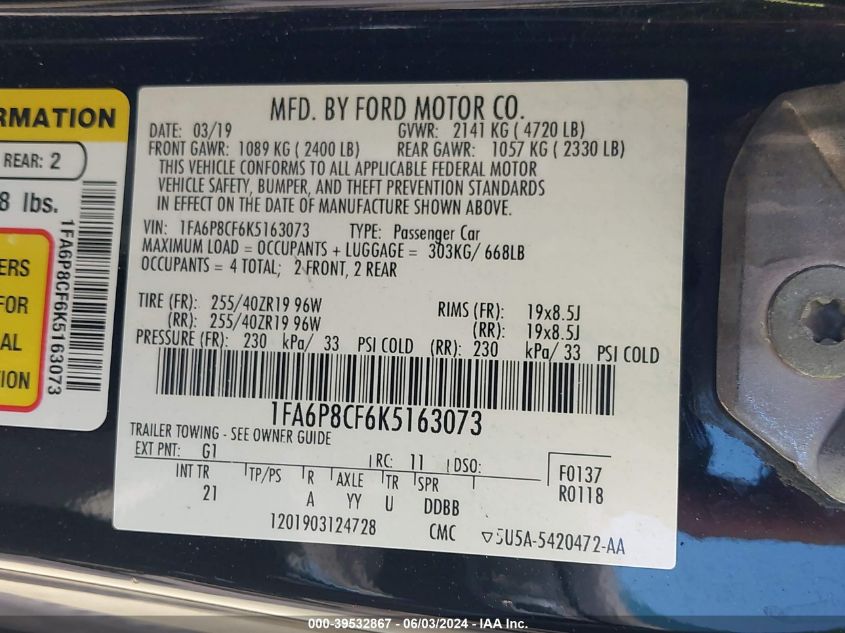 RMATION
REAR: 2
8 lbs.
1FA6P8CF6K5163073
ERS
FOR
AL
TION
MFD. BY FORD MOTOR CO.
DATE: 03/19 GVWR: 2141 KG ( 4720 LB)
FRONT GAWR: 1089 KG ( 2400 LB) REAR GAWR: 1057 KG ( 2330 LB)
THIS VEHICLE CONFORMS TO ALL APPLICABLE FEDERAL MOTOR
VEHICLE SAFETY, BUMPER, AND THEFT PREVENTION STANDARDS
IN EFFECT ON THE DATE OF MANUFACTURE SHOWN ABOVE.
VIN: 1FA6P8CF6K5163073 TYPE: Passenger Car
MAXIMUM LOAD = OCCUPANTS + LUGGAGE = 303KG/ 668LB
OCCUPANTS = 4 TOTAL; 2 FRONT, 2 REAR
TIRE (FR): 255/40ZR19 96W RIMS (FR): 19x8.5J
(RR): 255/40ZR19 96W (RR): 19x8.5J
PRESSURE (FR): 230 kPa/ 33 PSI COLD (RR): 230 kPa/ 33 PSI COLD
1FA6P8CF6K5163073
TRAILER TOWING - SEE OWNER GUIDE
EXT PNT: G1 RC: 11 DSO: F0137
INT TR TP/PS R AXLE TR SPR R0118
21 A YY U DDBB
1201903124728 CMC 5U5A-5420472-AA
000-39532867 - 06/03/2024 - IAAI.COM